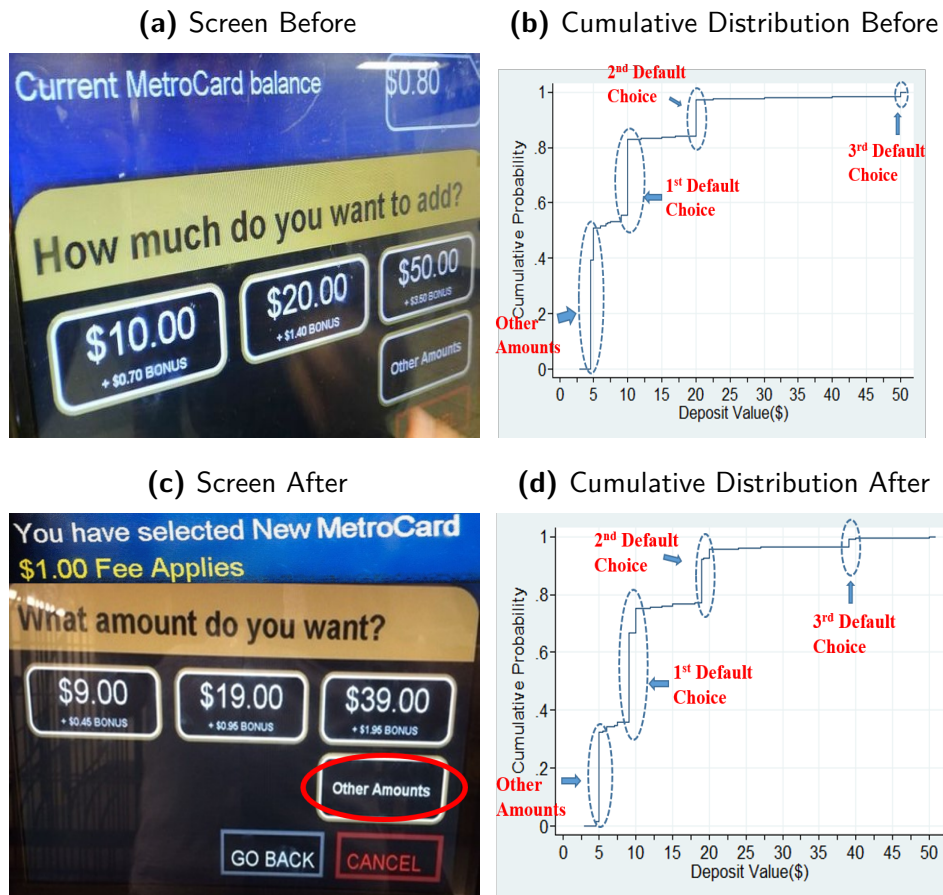 (a) Screen Before
Current MetroCard balance
$0.80
How much do you want to add?
$10.00
+ $0.70 BONUS
$20.00
+ $1.40 BONUS
$50.00
+ $3.50 BONUS
Other Amounts
(b) Cumulative Distribution Before
2nd Default
Choice
3rd Default
Choice
1st Default
Choice
Other
Amounts
Cumulative Probability
1
.8
.6
.4
.2
0
0 5 10 15 20 25 30 35 40 45 50
Deposit Value($)
(c) Screen After
You have selected New MetroCard
$1.00 Fee Applies
What amount do you want?
$9.00
+ $0.45 BONUS
$19.00
+ $0.95 BONUS
$39.00
+ $1.95 BONUS
Other Amounts
GO BACK
CANCEL
(d) Cumulative Distribution After
2nd Default
Choice
3rd Default
Choice
1st Default
Choice
Other
Amounts
Cumulative Probability
1
.8
.6
.4
.2
0
0 5 10 15 20 25 30 35 40 45 50
Deposit Value($)